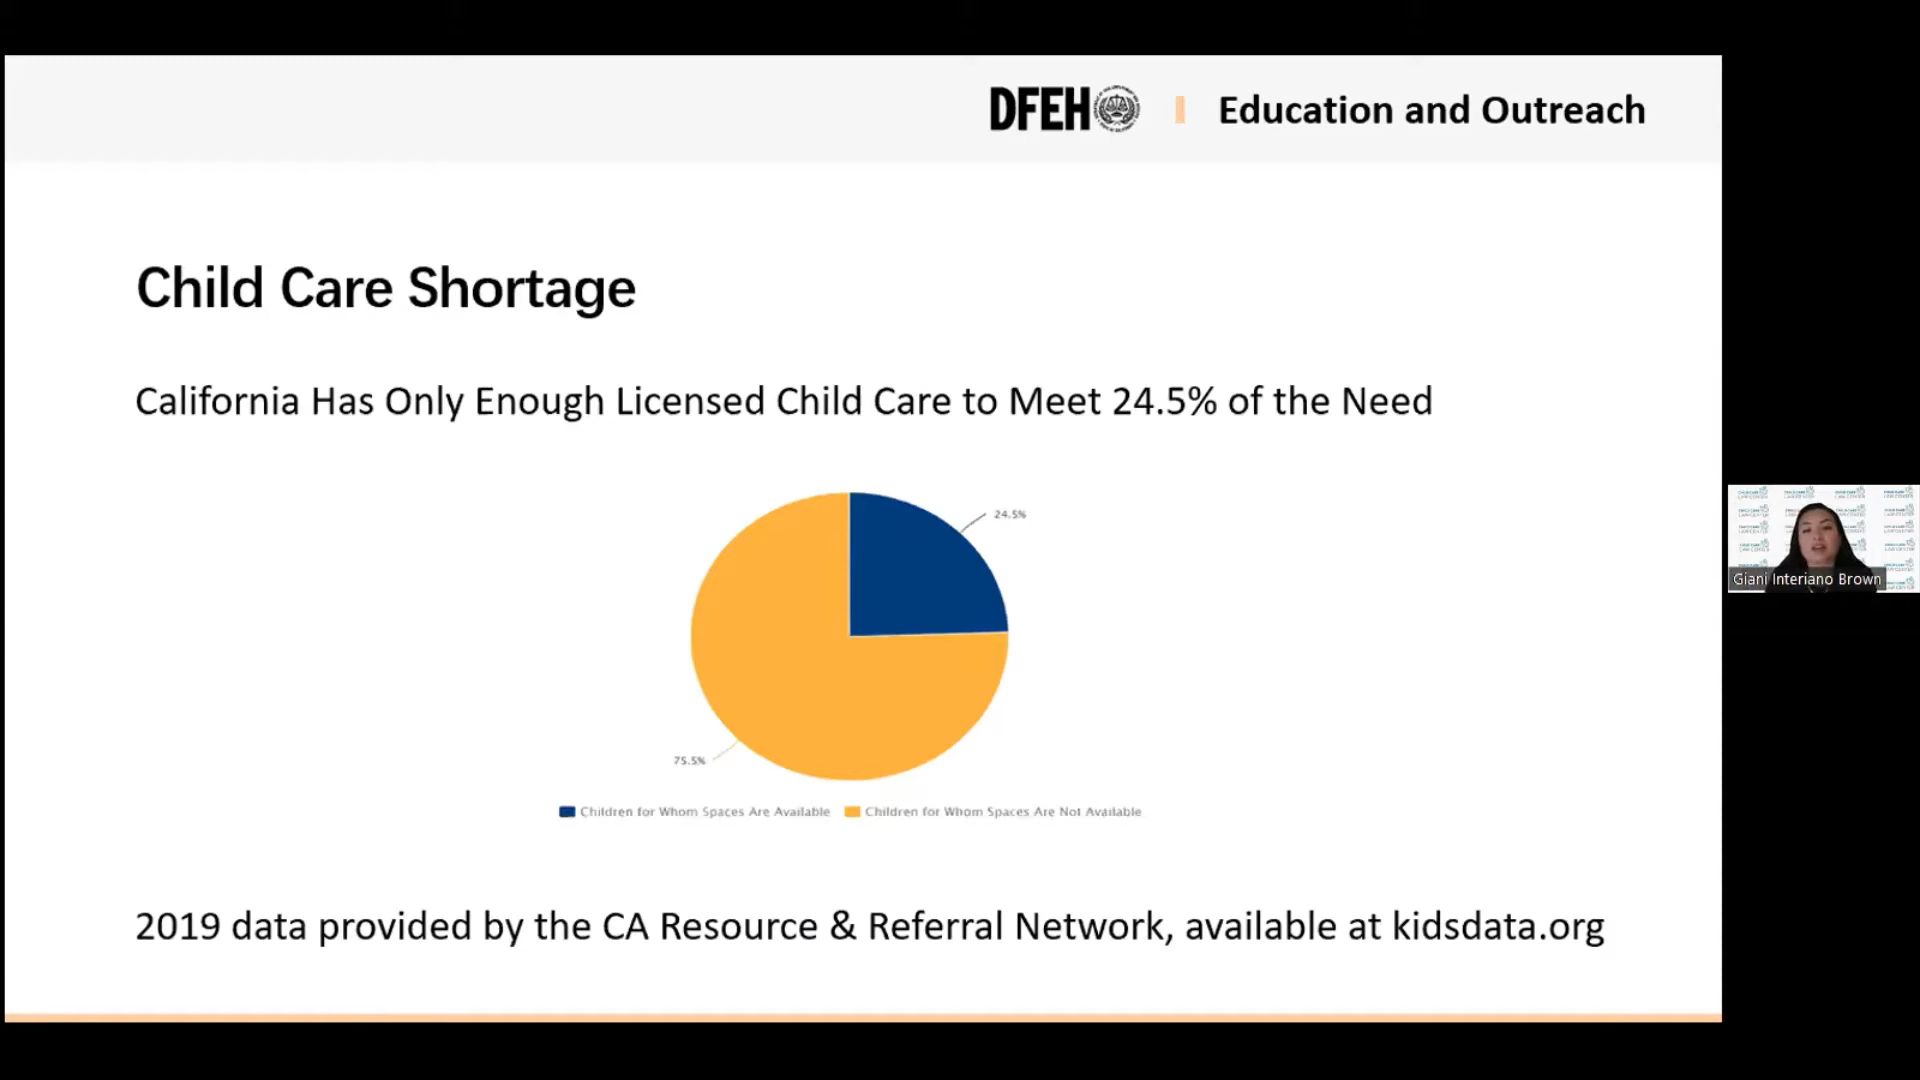 DFEH
Education and Outreach
Child Care Shortage
California Has Only Enough Licensed Child Care to Meet 24.5% of the Need
24.5%
75.5%
Children for Whom Spaces Are Available
Children for Whom Spaces Are Not Available
2019 data provided by the CA Resource & Referral Network, available at kidsdata.org
Giani Interiano Brown